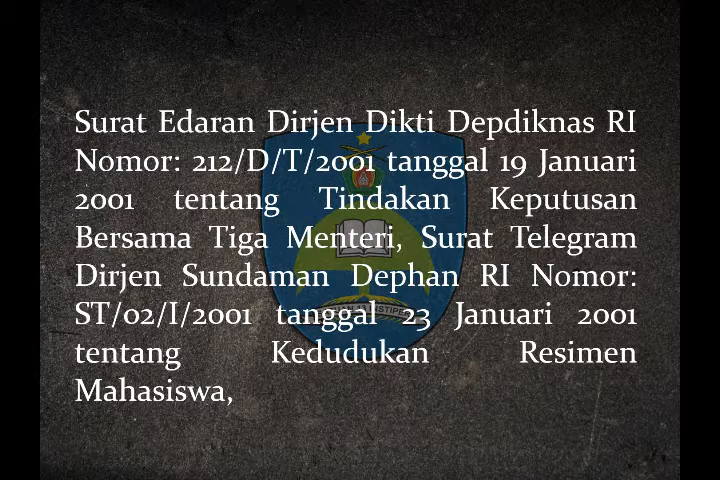 Surat Edaran Dirjen Dikti Depdiknas RI
Nomor: 212/D/T/2001 tanggal 19 Januari
2001 tentang Tindakan Keputusan
Bersama Tiga Menteri, Surat Telegram
Dirjen Sundaman Dephan RI Nomor:
ST/02/I/2001 tanggal 23 Januari 2001
tentang Kedudukan Resimen
Mahasiswa,